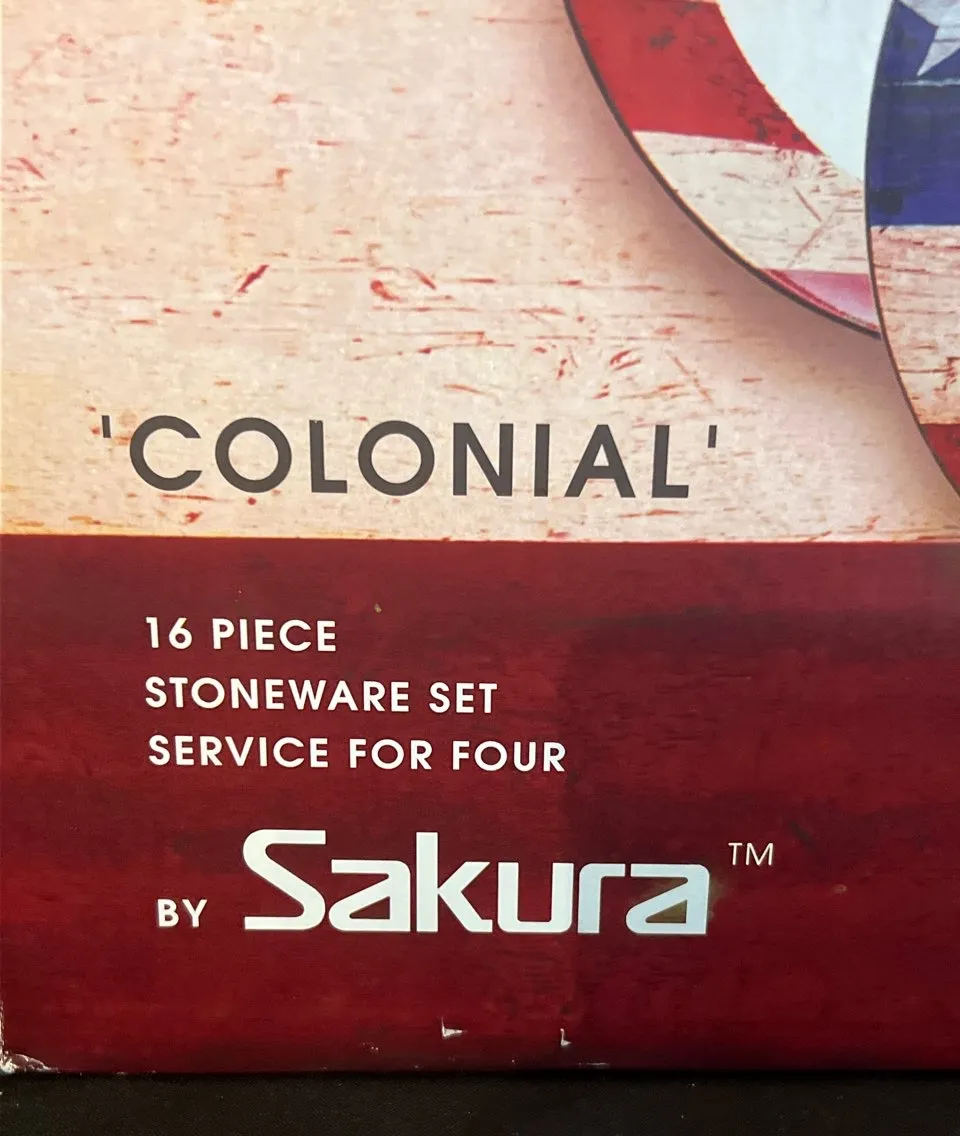 'COLONIAL'
16 PIECE
STONEWARE SET
SERVICE FOR FOUR
BY Sakura™